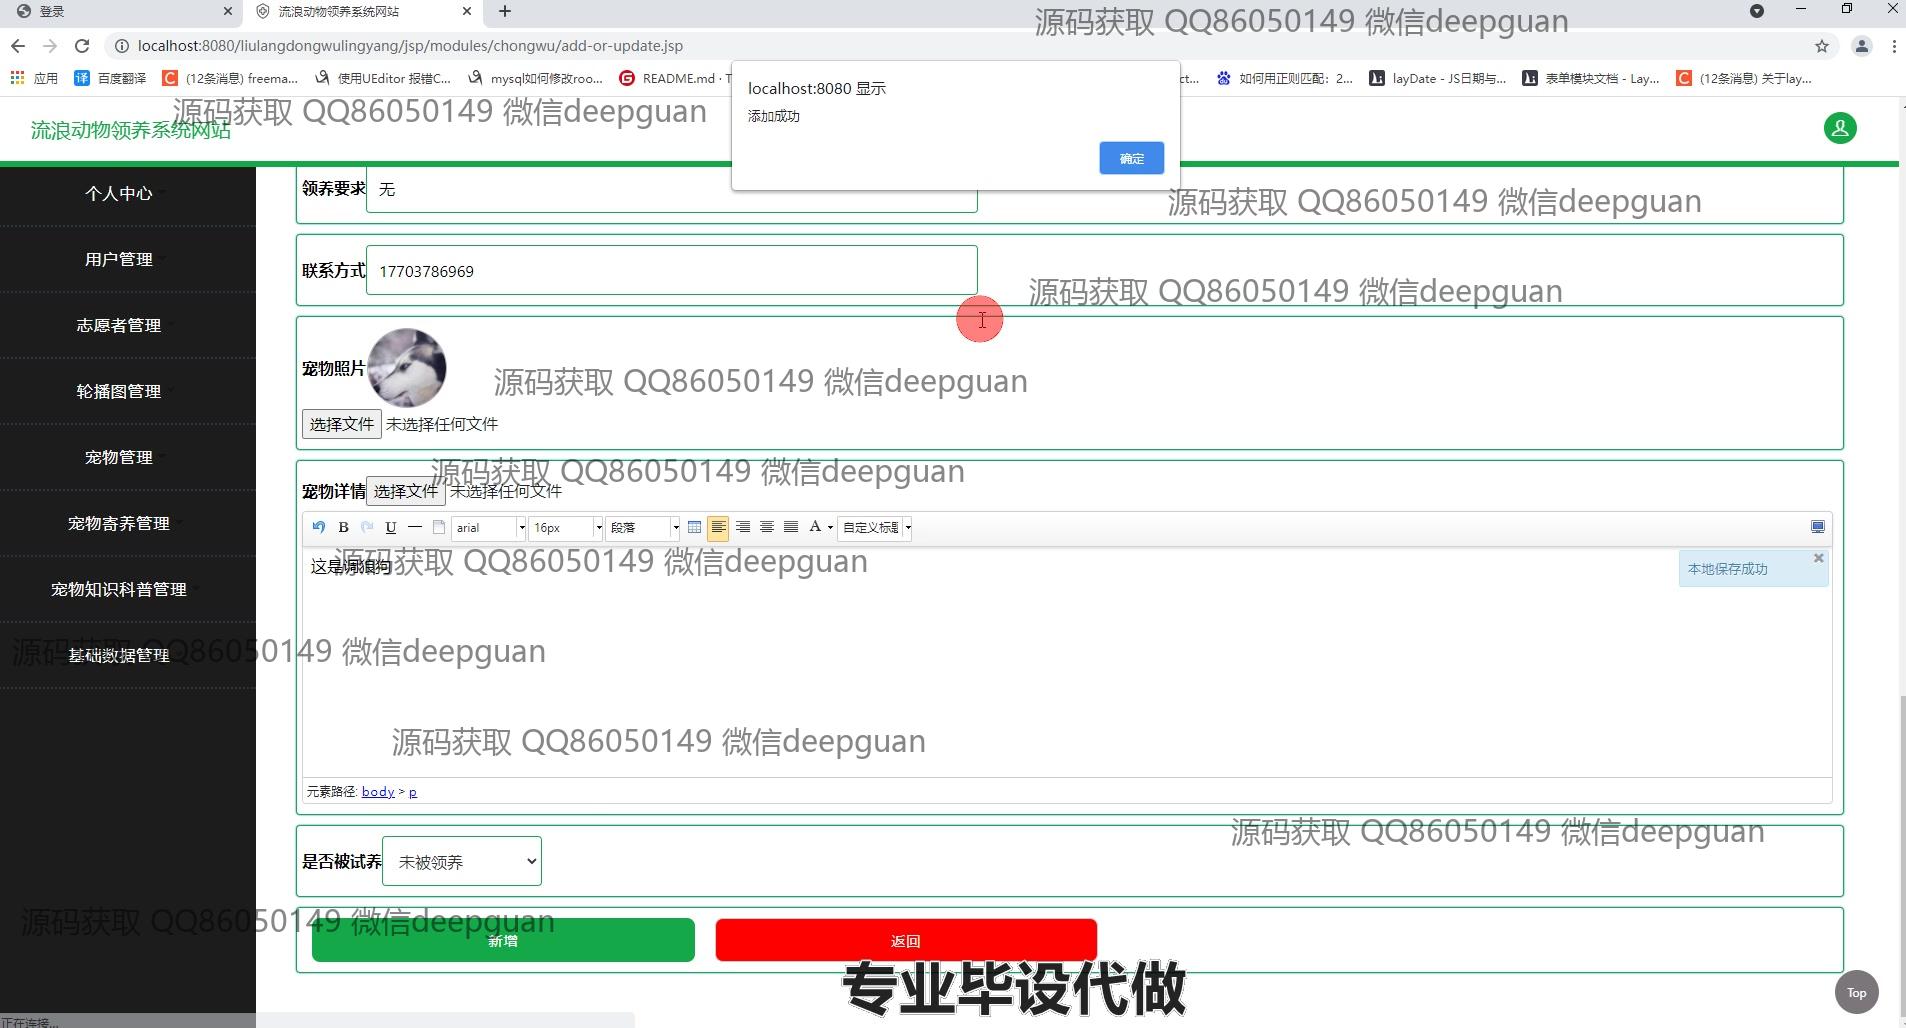 登录
流浪动物领养系统网站
源码获取 QQ86050149 微信deepguan
localhost:8080/liulangdongwulingyang/jsp/modules/chongwu/add-or-update.jsp
应用
百度翻译
(12条消息) freema...
使用UEditor 报错C...
mysql如何修改roo...
README.md · T
ct...
如何用正则匹配：2...
layDate - JS日期与...
表单模块文档 - Lay...
(12条消息) 关于lay...
localhost:8080 显示
添加成功
确定
源码获取 QQ86050149 微信deepguan
流浪动物领养系统网站
个人中心
用户管理
志愿者管理
轮播图管理
宠物管理
宠物寄养管理
宠物知识科普管理
基础数据管理
领养要求 无
源码获取 QQ86050149 微信deepguan
联系方式 17703786969
源码获取 QQ86050149 微信deepguan
宠物照片
源码获取 QQ86050149 微信deepguan
选择文件 未选择任何文件
源码获取 QQ86050149 微信deepguan
宠物详情 选择文件 未选择任何文件
B U arial 16px 段落 A 自定义标题
源码获取 QQ86050149 微信deepguan
本地保存成功
源码获取 QQ86050149 微信deepguan
源码获取 QQ86050149 微信deepguan
元素路径: body > p
源码获取 QQ86050149 微信deepguan
是否被试养 未被领养
源码获取 QQ86050149 微信deepguan
新增 返回
专业毕设代做
Top
正在连接...